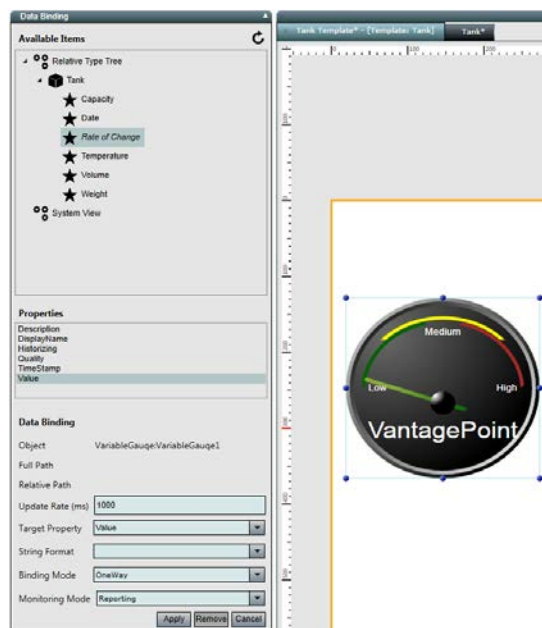 Data Binding
Available Items
Relative Type Tree
Tank
Capacity
Date
Rate of Change
Temperature
Volume
Weight
System View
Properties
Description
DisplayName
Historizing
Quality
TimeStamp
Value
Data Binding
Object VariableGauge:VariableGauge1
Full Path
Relative Path
Update Rate (ms) 1000
Target Property Value
String Format
Binding Mode OneWay
Monitoring Mode Reporting
Apply Remove Cancel
Tank Template* - [Template: Tank] Tank*
0 100 200
Medium
Low High
VantagePoint